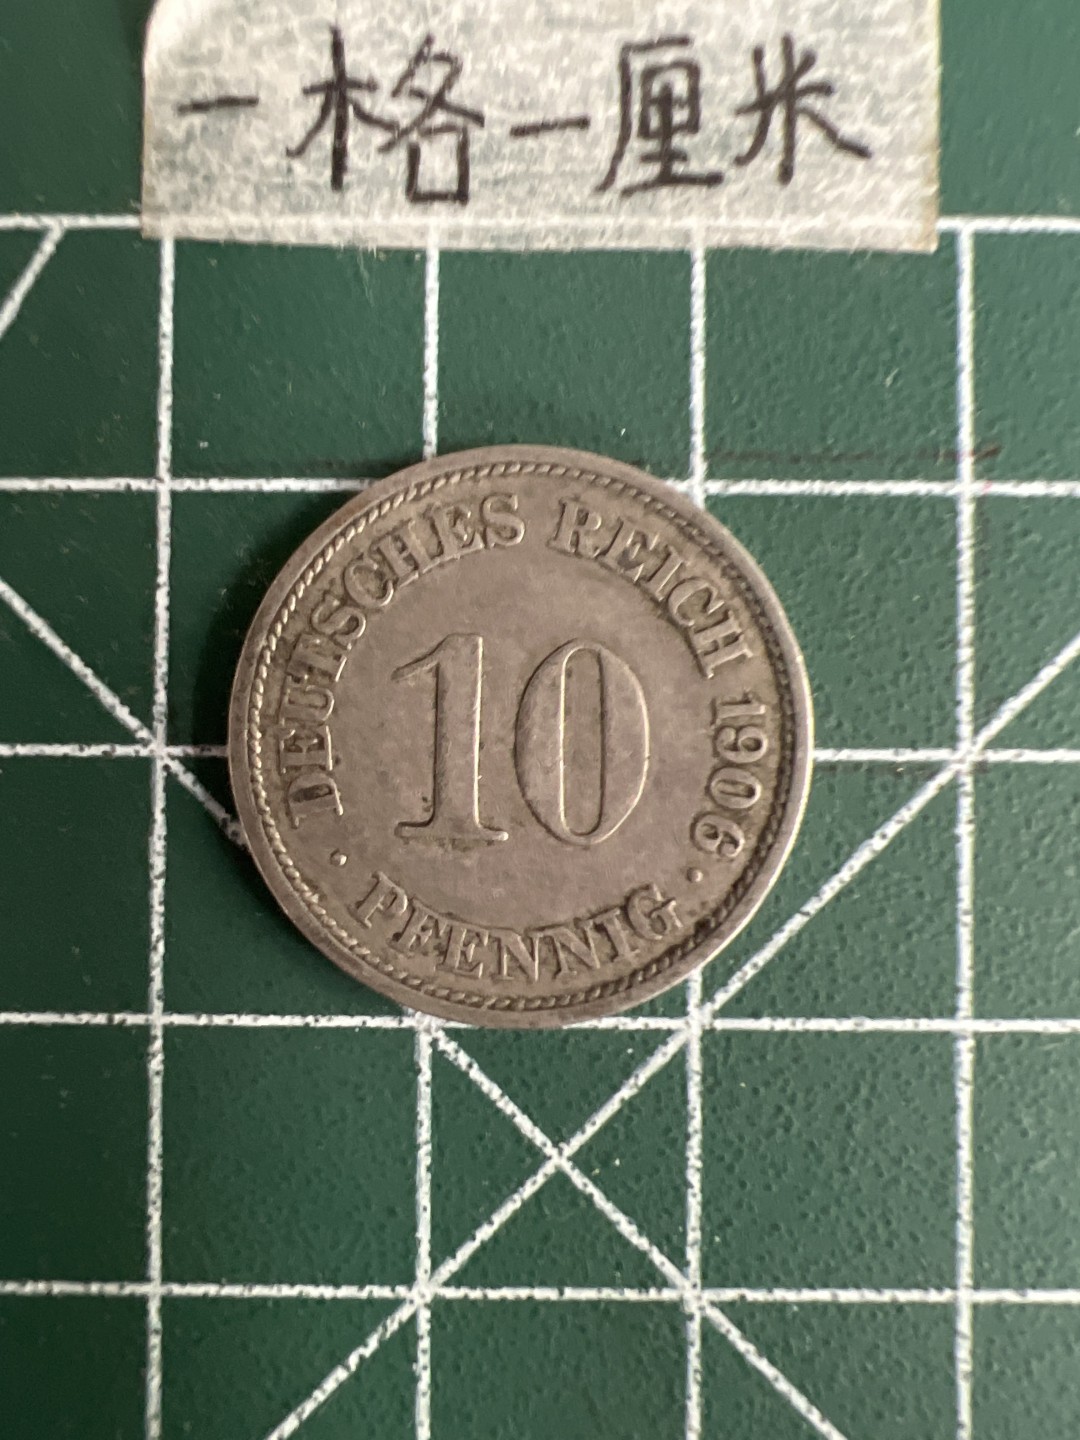 一格一厘米
DEUTSCHES REICH 1906
10
· PFENNIG ·